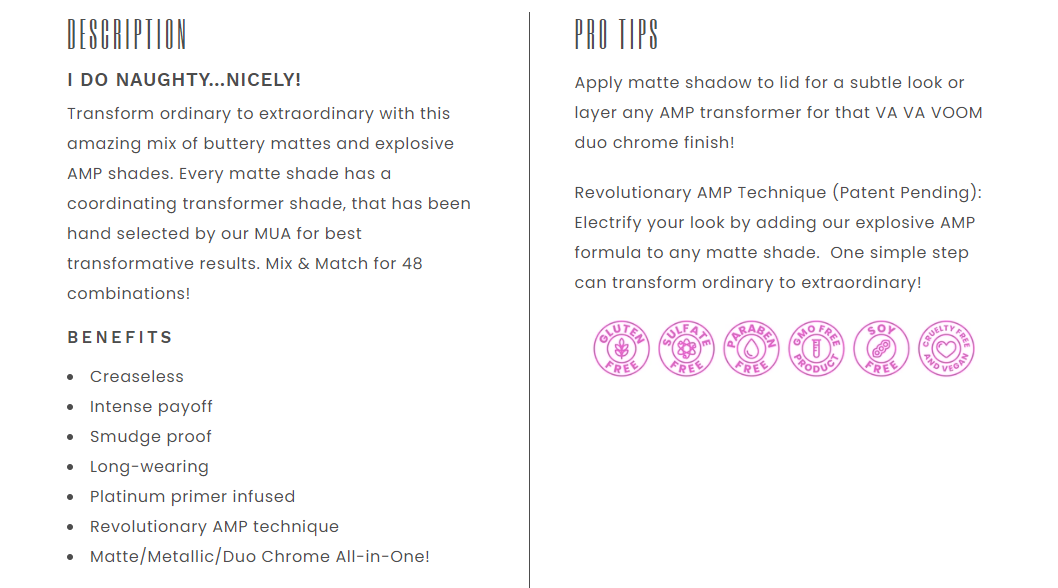 DESCRIPTION
I DO NAUGHTY...NICELY!
Transform ordinary to extraordinary with this
amazing mix of buttery mattes and explosive
AMP shades. Every matte shade has a
coordinating transformer shade, that has been
hand selected by our MUA for best
transformative results. Mix & Match for 48
combinations!
BENEFITS
• Creaseless
• Intense payoff
• Smudge proof
• Long-wearing
• Platinum primer infused
• Revolutionary AMP technique
• Matte/Metallic/Duo Chrome All-in-One!
PRO TIPS
Apply matte shadow to lid for a subtle look or
layer any AMP transformer for that VA VA VOOM
duo chrome finish!
Revolutionary AMP Technique (Patent Pending):
Electrify your look by adding our explosive AMP
formula to any matte shade.  One simple step
can transform ordinary to extraordinary!
GLUTEN FREE
SULFATE FREE
PARABEN FREE
GMO FREE PRODUCT
SOY FREE
CRUELTY FREE AND VEGAN